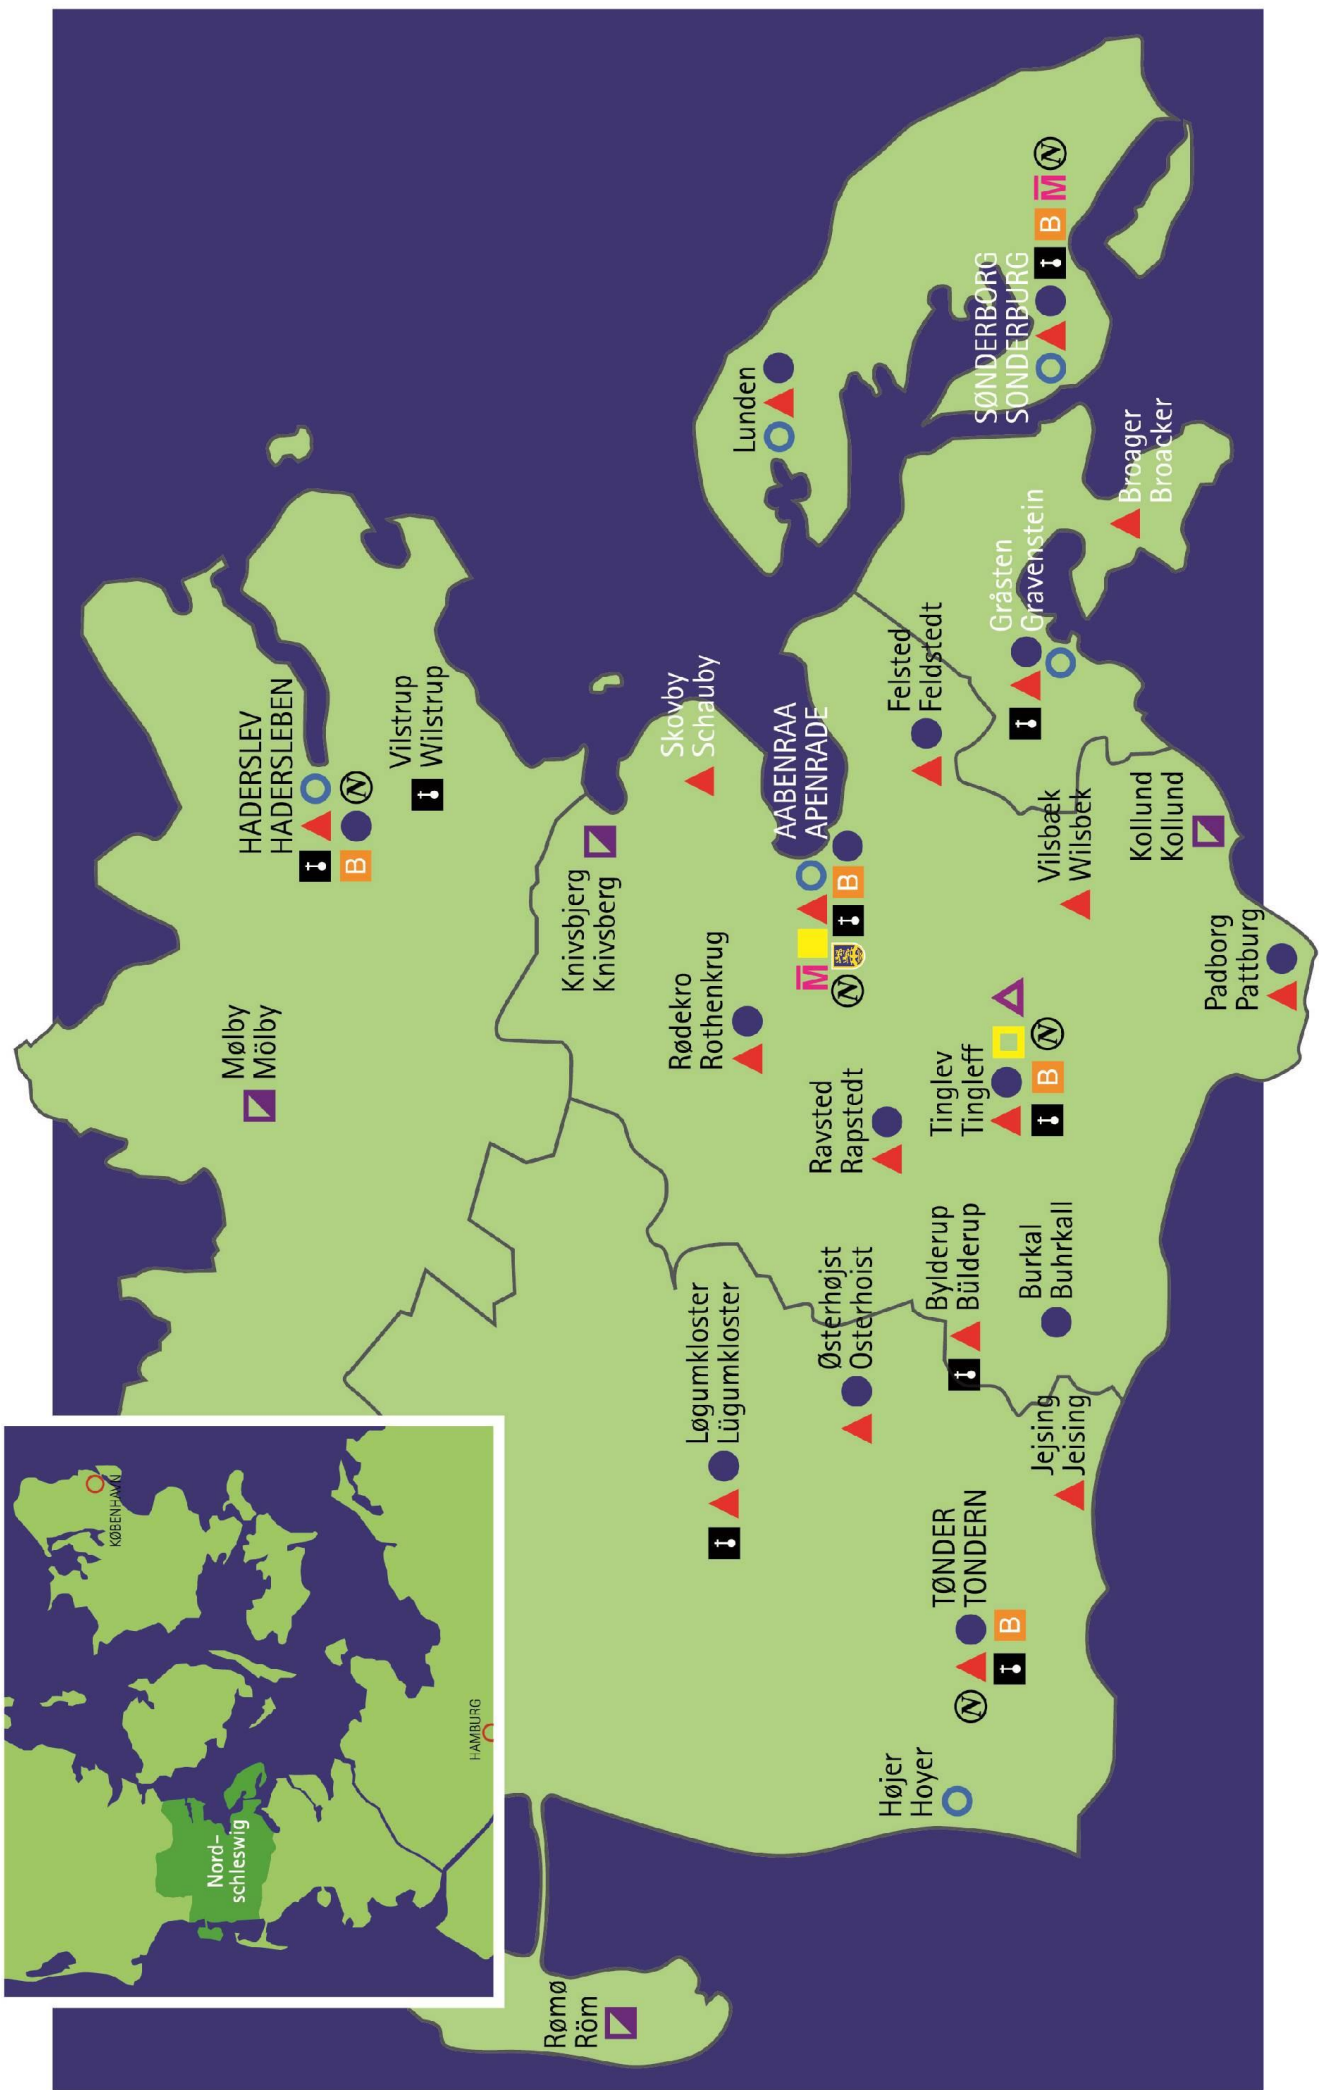 KØBENHAVN
HAMBURG
Nord-
schleswig
Mølby
Mölby
HADERSLEV
HADERSLEBEN
B
N
Vilstrup
Wilstrup
Rømø
Röm
Knivsbjerg
Knivsberg
Skovby
Schauby
Rødekro
Rothenkrug
Løgumkloster
Lügumkloster
Lunden
AABENRAA
APENRADE
M
N
B
Ravsted
Rapstedt
Østerhøjst
Osterhoist
Felsted
Feldstedt
Højer
Hoyer
TØNDER
TONDERN
N
B
Bylderup
Bülderup
Tinglev
Tingleff
B
N
SØNDERBORG
SONDERBURG
B
M
N
Gråsten
Gravenstein
Burkal
Buhrkall
Jejsing
Jeising
Vilsbæk
Wilsbek
Broager
Broacker
Kollund
Kollund
Padborg
Pattburg